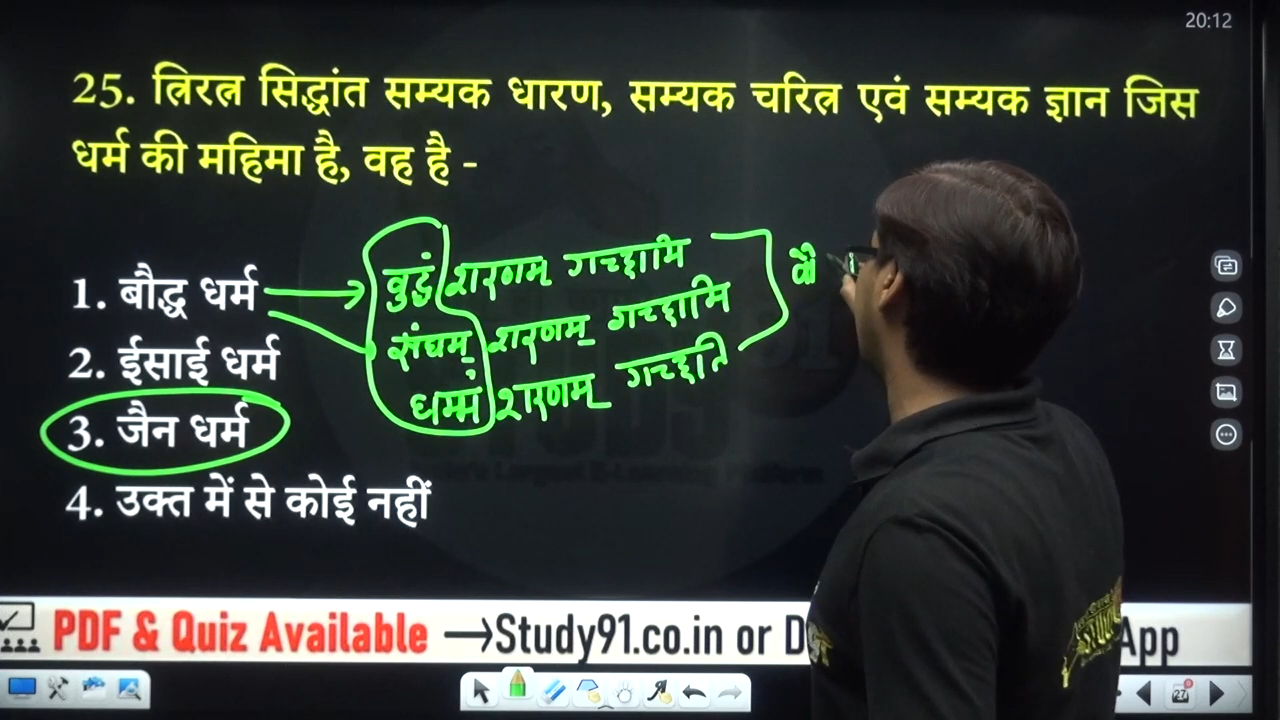 20:12
25. त्रिरत्न सिद्धांत सम्यक धारण, सम्यक चरित्र एवं सम्यक ज्ञान जिस
धर्म की महिमा है, वह है -
1. बौद्ध धर्म
2. ईसाई धर्म
3. जैन धर्म
4. उक्त में से कोई नहीं
बुद्धं शरणम् गच्छामि
संघम् शरणम् गच्छामि
धम्मं शरणम् गच्छति
बौ
PDF & Quiz Available →Study91.co.in or D
App
27